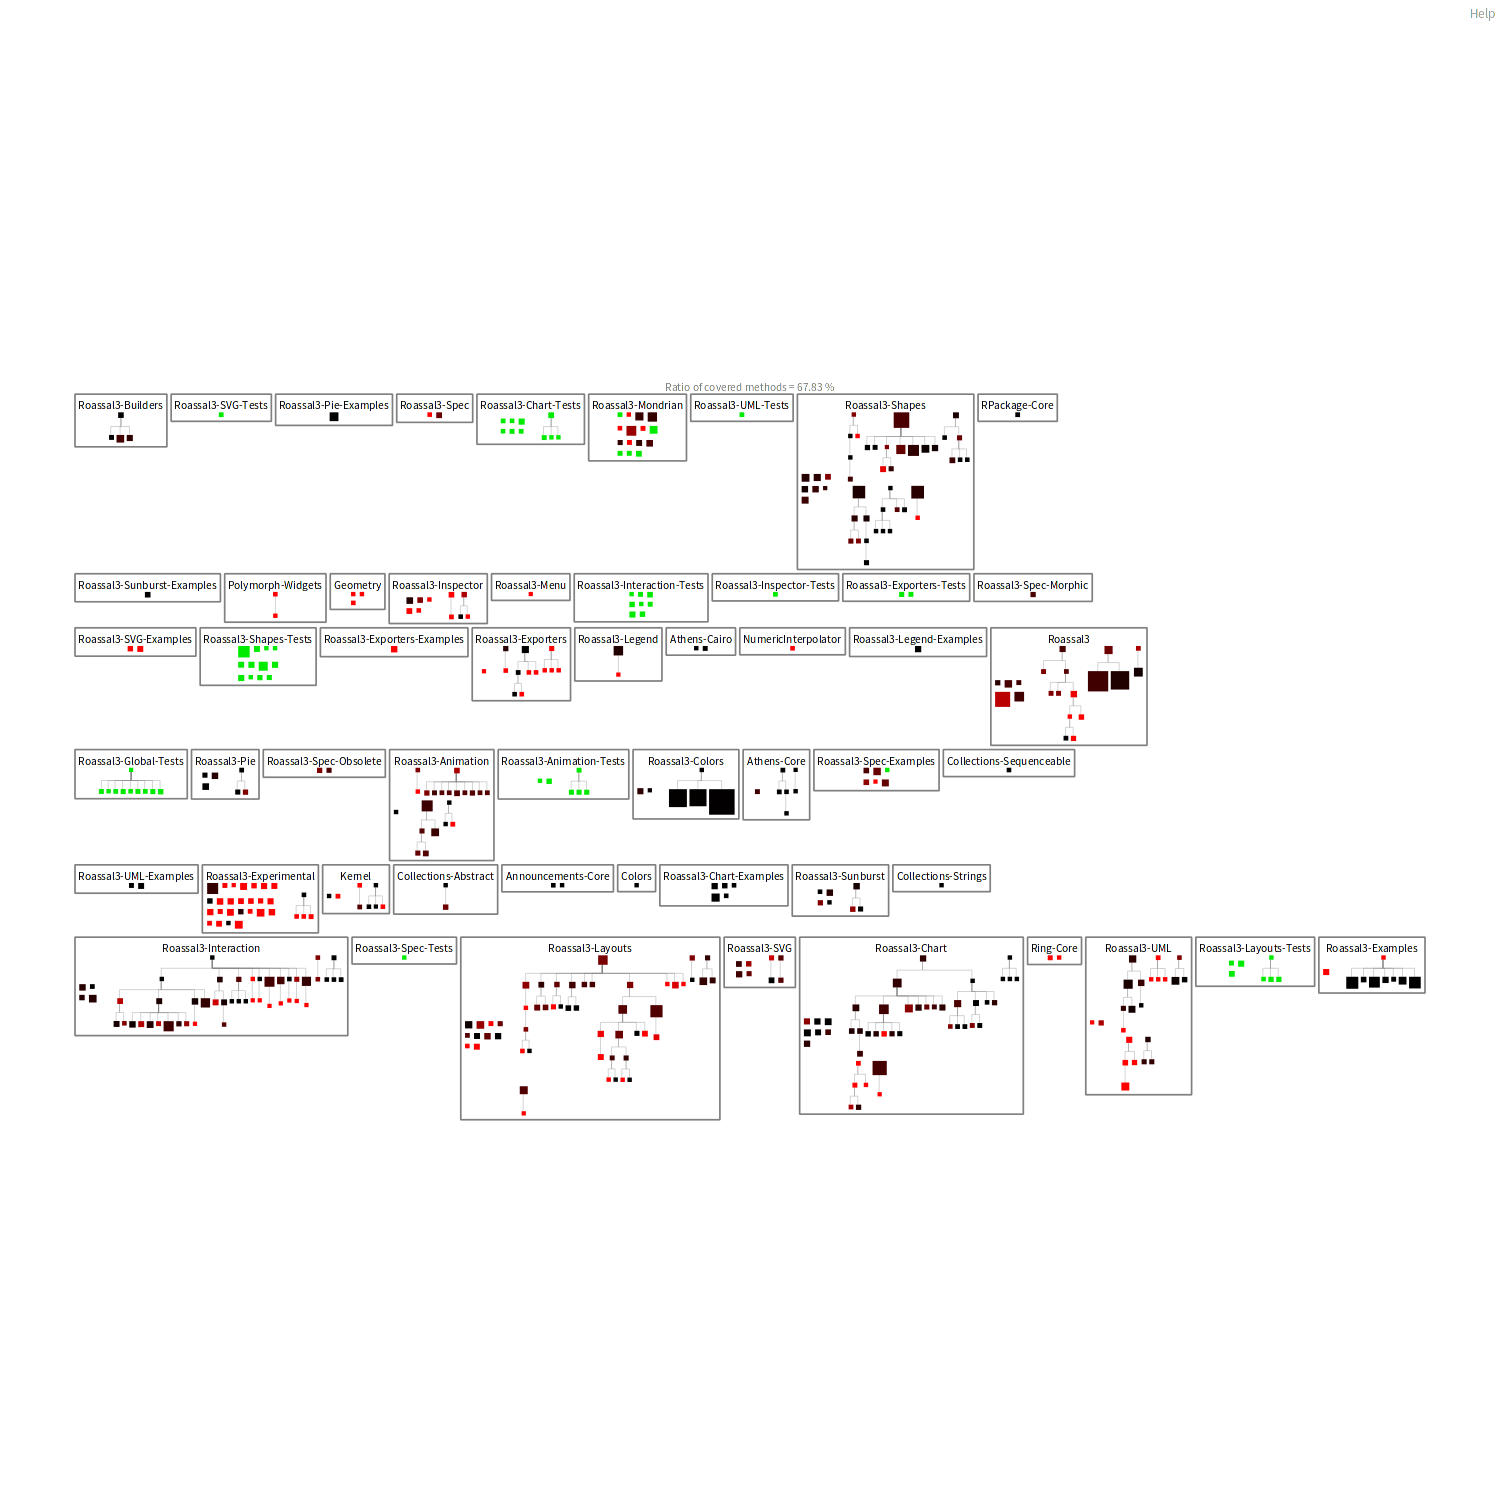 Help
Ratio of covered methods = 67.83 %
Roassal3-Builders
Roassal3-SVG-Tests
Roassal3-Pie-Examples
Roassal3-Spec
Roassal3-Chart-Tests
Roassal3-Mondrian
Roassal3-UML-Tests
Roassal3-Shapes
RPackage-Core
Roassal3-Sunburst-Examples
Polymorph-Widgets
Geometry
Roassal3-Inspector
Roassal3-Menu
Roassal3-Interaction-Tests
Roassal3-Inspector-Tests
Roassal3-Exporters-Tests
Roassal3-Spec-Morphic
Roassal3-SVG-Examples
Roassal3-Shapes-Tests
Roassal3-Exporters-Examples
Roassal3-Exporters
Roassal3-Legend
Athens-Cairo
NumericInterpolator
Roassal3-Legend-Examples
Roassal3
Roassal3-Global-Tests
Roassal3-Pie
Roassal3-Spec-Obsolete
Roassal3-Animation
Roassal3-Animation-Tests
Roassal3-Colors
Athens-Core
Roassal3-Spec-Examples
Collections-Sequenceable
Roassal3-UML-Examples
Roassal3-Experimental
Kernel
Collections-Abstract
Announcements-Core
Colors
Roassal3-Chart-Examples
Roassal3-Sunburst
Collections-Strings
Roassal3-Interaction
Roassal3-Spec-Tests
Roassal3-Layouts
Roassal3-SVG
Roassal3-Chart
Ring-Core
Roassal3-UML
Roassal3-Layouts-Tests
Roassal3-Examples